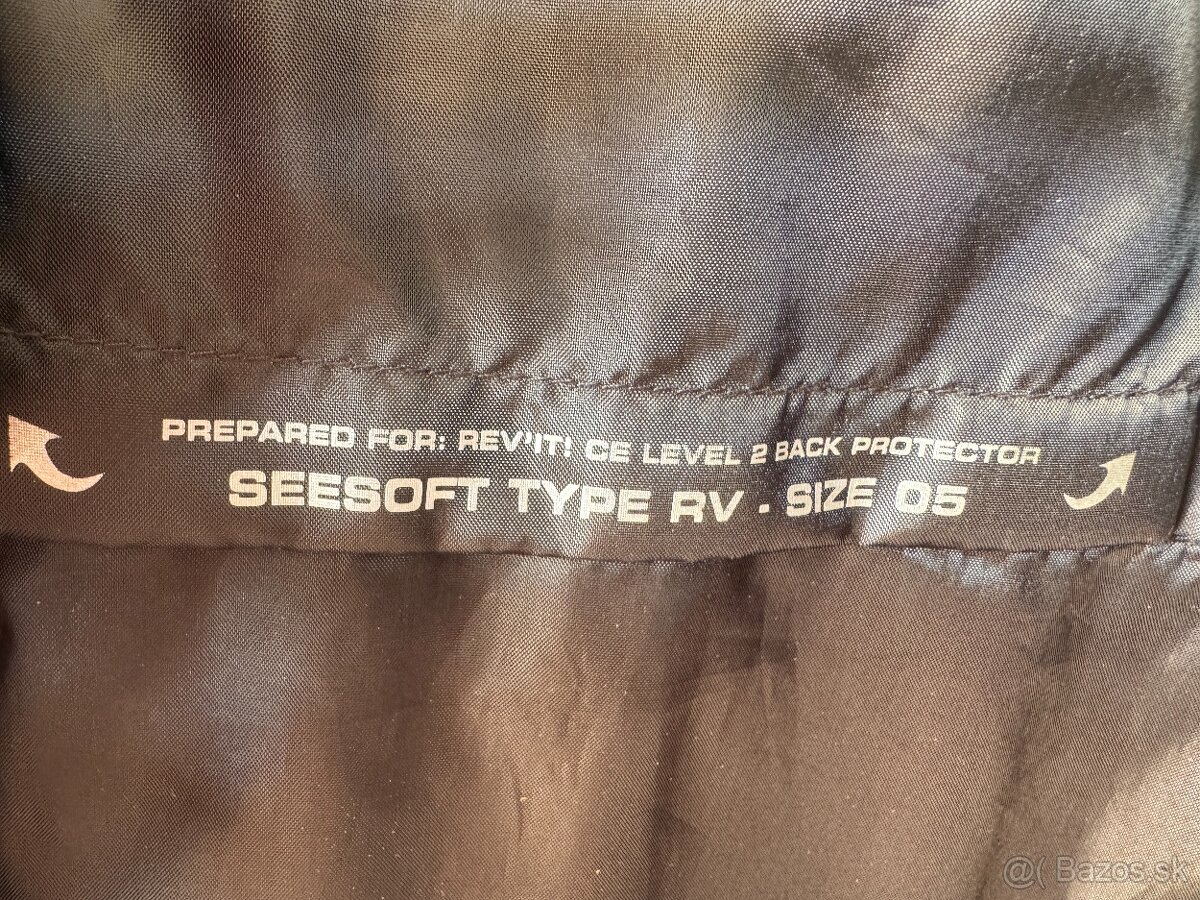 PREPARED FOR: REV'IT! CE LEVEL 2 BACK PROTECTOR
SEESOFT TYPE RV - SIZE 05
@( Bazos.sk